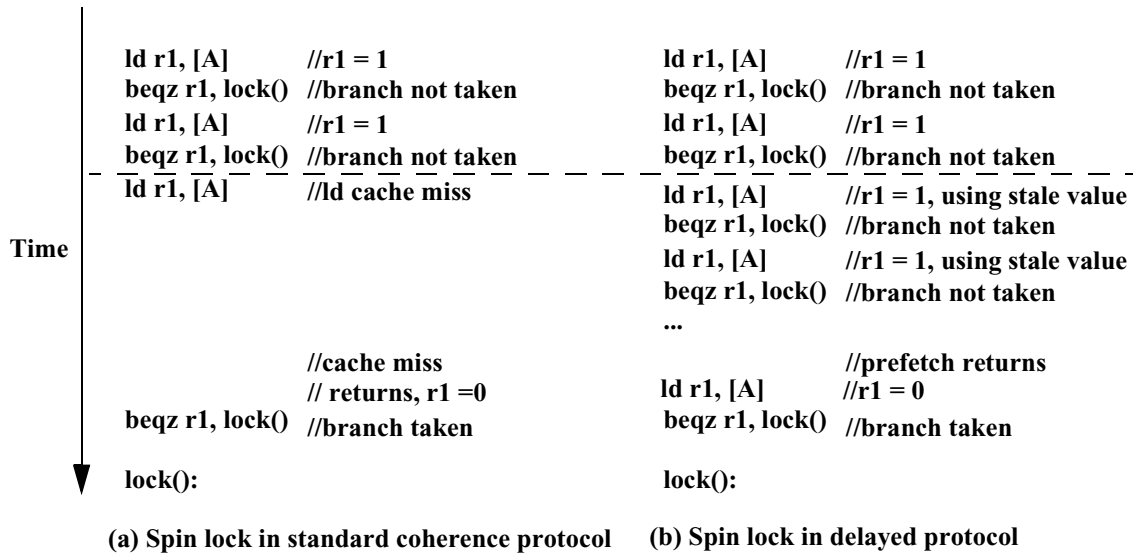 ld r1, [A] //r1 = 1
beqz r1, lock() //branch not taken
ld r1, [A] //r1 = 1
beqz r1, lock() //branch not taken
ld r1, [A] //ld cache miss
//cache miss
// returns, r1 =0
beqz r1, lock() //branch taken
lock():
(a) Spin lock in standard coherence protocol
ld r1, [A] //r1 = 1
beqz r1, lock() //branch not taken
ld r1, [A] //r1 = 1
beqz r1, lock() //branch not taken
ld r1, [A] //r1 = 1, using stale value
beqz r1, lock() //branch not taken
ld r1, [A] //r1 = 1, using stale value
beqz r1, lock() //branch not taken
...
//prefetch returns
ld r1, [A] //r1 = 0
beqz r1, lock() //branch taken
lock():
(b) Spin lock in delayed protocol
Time